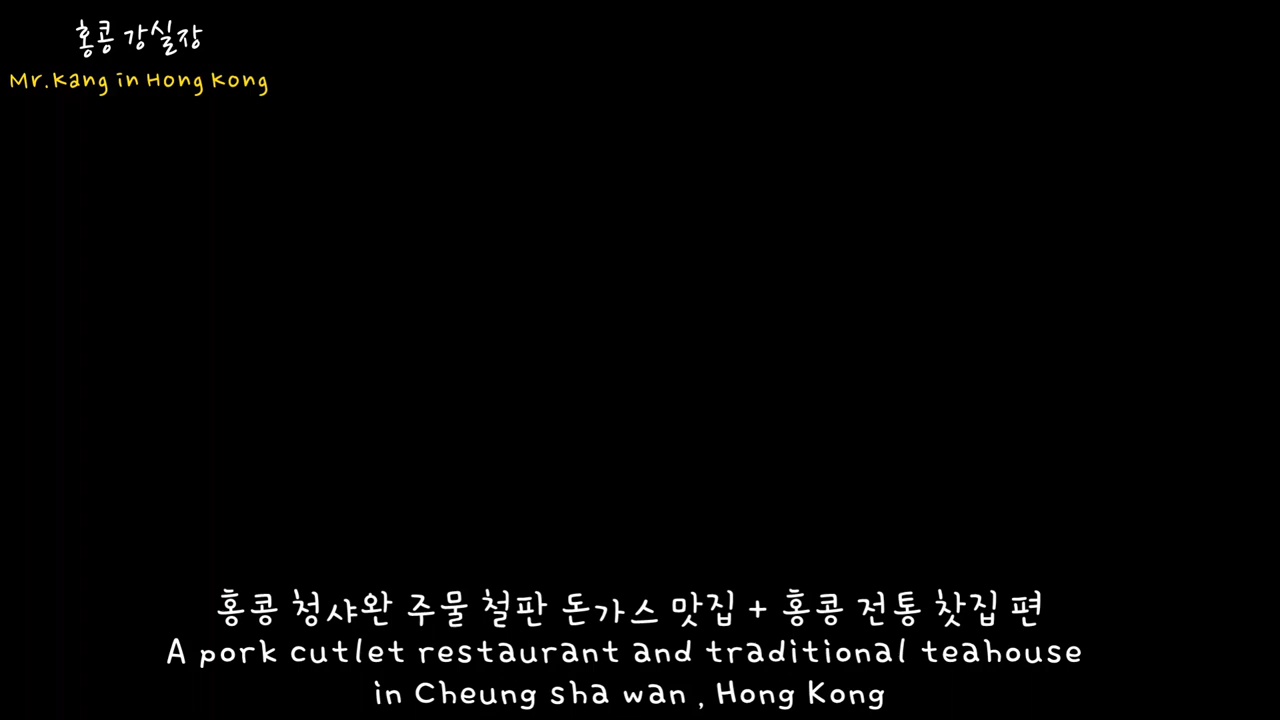 홍콩 강실장
Mr.Kang in Hong Kong
홍콩 청샤완 주물 철판 돈가스 맛집 + 홍콩 전통 찻집 편
A pork cutlet restaurant and traditional teahouse
in Cheung sha wan , Hong Kong